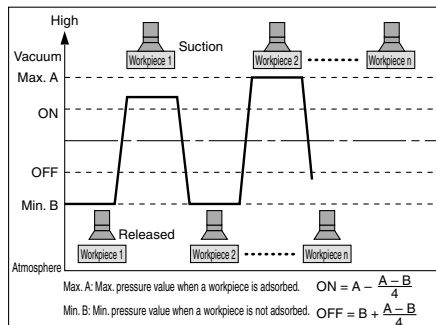 High
Suction
Vacuum
Workpiece 1
Workpiece 2
Workpiece n
Max. A
ON
OFF
Min. B
Released
Workpiece 1
Workpiece 2
Workpiece n
Atmosphere
Max. A: Max. pressure value when a workpiece is adsorbed. ON = A − A − B / 4
Min. B: Min. pressure value when a workpiece is not adsorbed. OFF = B + A − B / 4